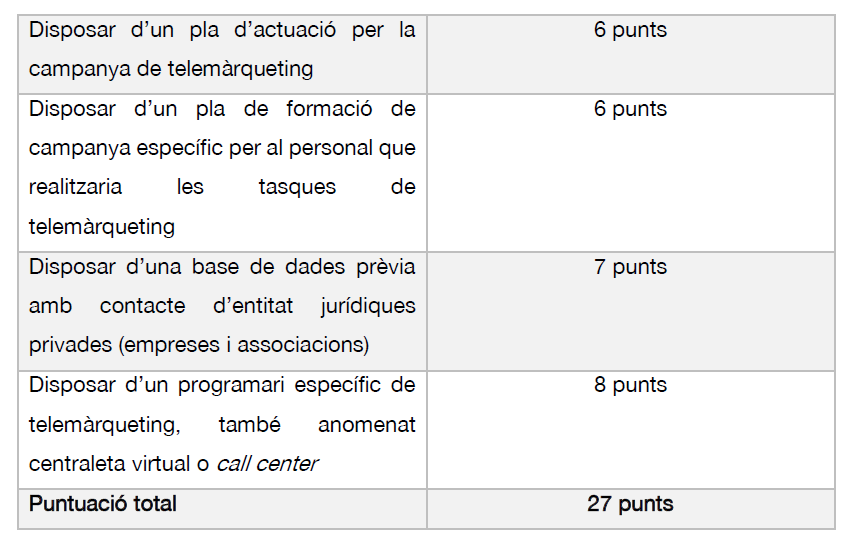 Disposar d'un pla d'actuació per la
6 punts
campanya de telemàrqueting
Disposar d'un pla de formació de
6 punts
campanya específic per al personal que
realitzaria les tasques de
telemàrqueting
Disposar d'una base de dades prèvia
7 punts
amb contacte d'entitat jurídiques
privades (empreses i associacions)
Disposar d'un programari específic de
8 punts
telemàrqueting, també anomenat
centraleta virtual o call center
Puntuació total
27 punts